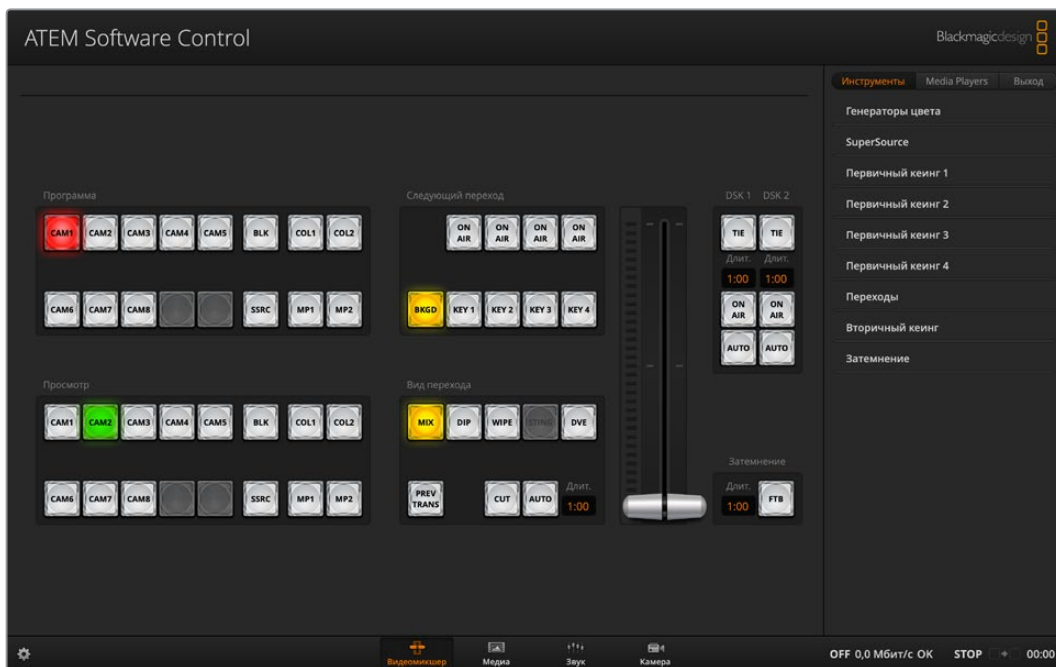 ATEM Software Control
Blackmagicdesign
Инструменты Media Players Выход
Генераторы цвета
SuperSource
Первичный кеинг 1
Первичный кеинг 2
Первичный кеинг 3
Первичный кеинг 4
Переходы
Вторичный кеинг
Затемнение
Программа
CAM1 CAM2 CAM3 CAM4 CAM5 BLK COL1 COL2
CAM6 CAM7 CAM8 SSRC MP1 MP2
Следующий переход
ON AIR ON AIR ON AIR ON AIR
BKGD KEY 1 KEY 2 KEY 3 KEY 4
DSK 1 DSK 2
TIE TIE
Длит. Длит.
1:00 1:00
ON AIR ON AIR
AUTO AUTO
Просмотр
CAM1 CAM2 CAM3 CAM4 CAM5 BLK COL1 COL2
CAM6 CAM7 CAM8 SSRC MP1 MP2
Вид перехода
MIX DIP WIPE STING DVE
PREV TRANS CUT AUTO
Длит.
1:00
Затемнение
Длит.
1:00 FTB
Видеомикшер Медиа Звук Камера
OFF 0,0 Мбит/с OK STOP 00:00